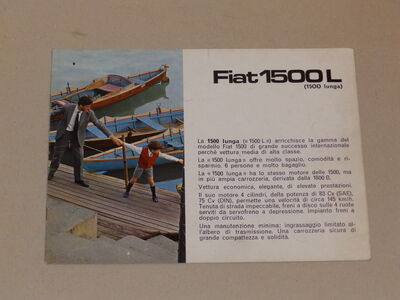 Fiat 1500 L
(1500 lunga)
La 1500 lunga (« 1500 L ») arricchisce la gamma del
modello Fiat 1500 di grande successo internazionale
perché vettura media di alta classe.
La « 1500 lunga » offre molto spazio, comodità e ri-
sparmio. 6 persone e molto bagaglio.
La « 1500 lunga » ha lo stesso motore delle 1500, ma
in più ampia carrozzeria, derivata dalla 1800 B.
Vettura economica, elegante, di elevate prestazioni.
Il suo motore 4 cilindri, della potenza di 83 Cv (SAE),
75 Cv (DIN), permette una velocità di circa 145 km/h.
Tenuta di strada impeccabile, freni a disco sulle 4 ruote
serviti da servofreno a depressione. Impianto freni a
doppio circuito.
Una manutenzione minima: ingrassaggio limitato al-
l'albero di trasmissione. Una carrozzeria sicura di
grande compattezza e solidità.